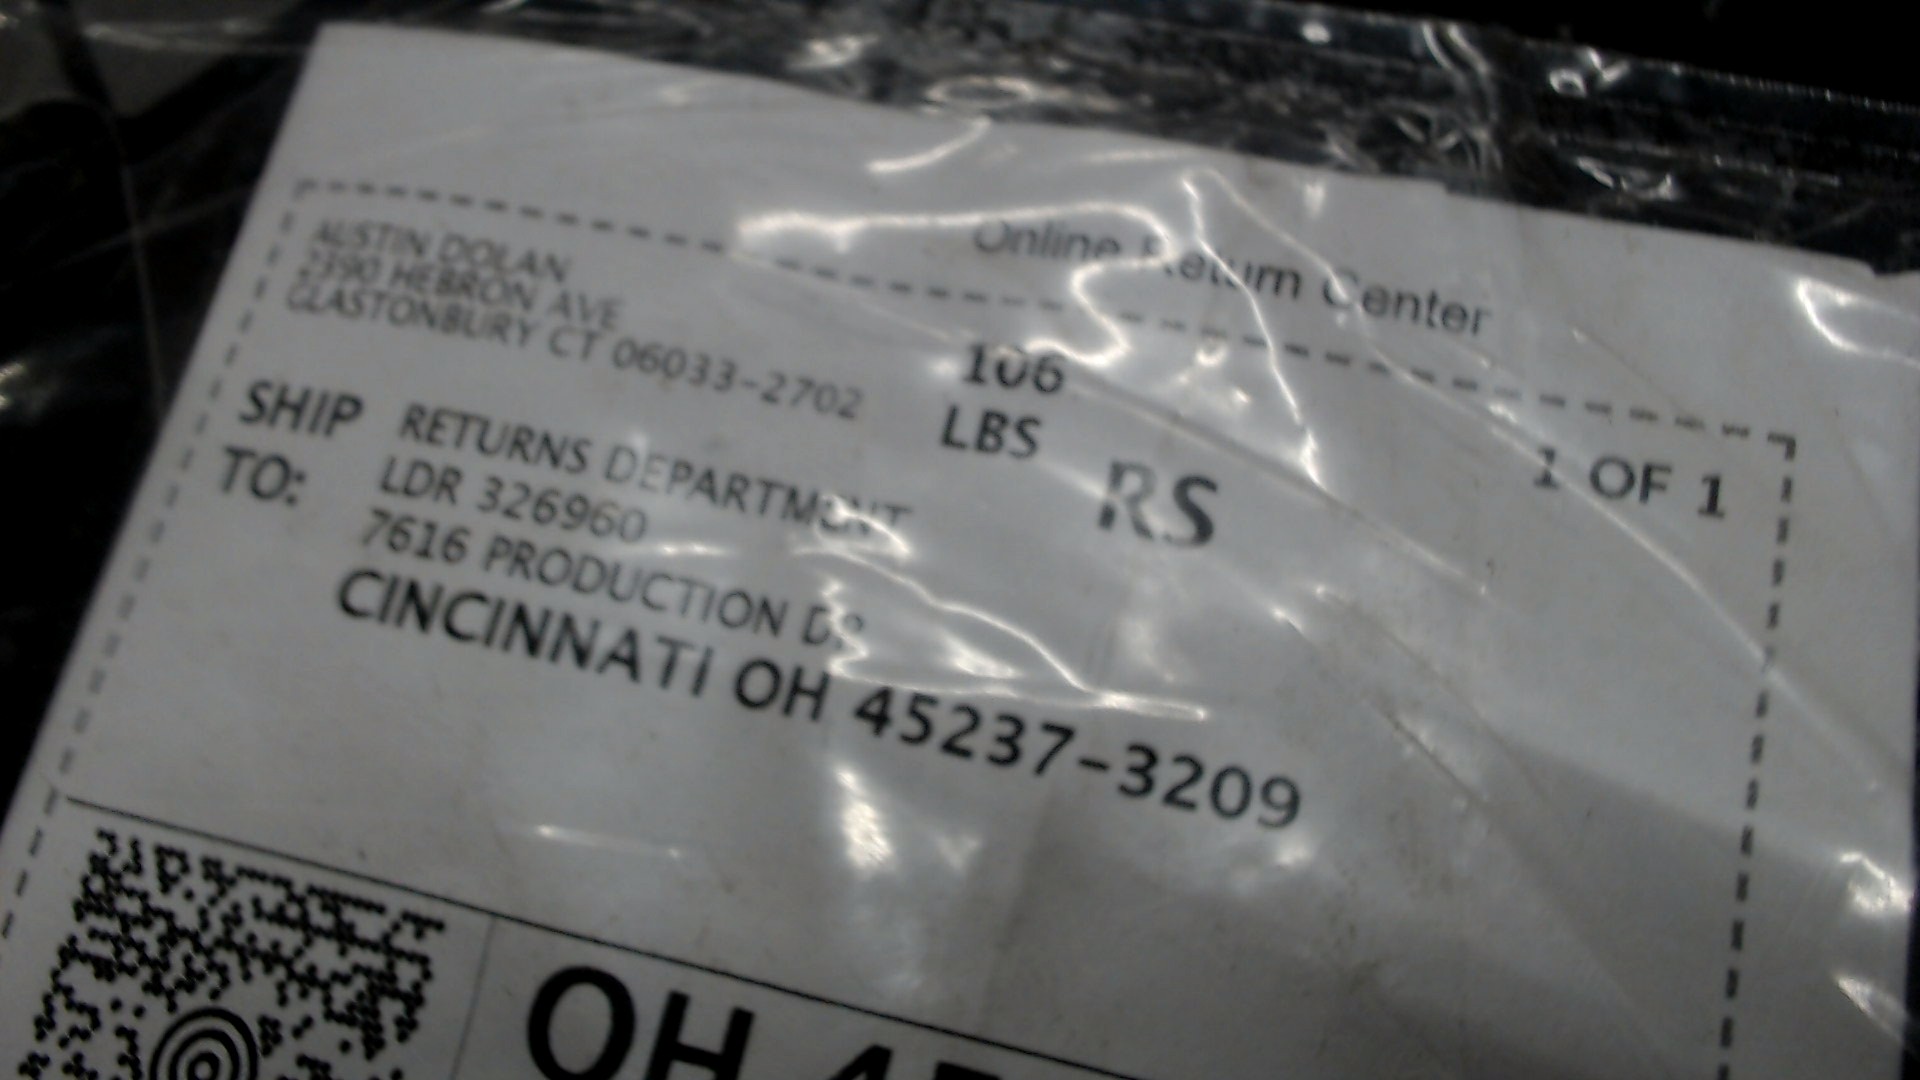 Online Return Center
AUSTIN DOLAN
2390 HEBRON AVE
GLASTONBURY CT 06033-2702
106
LBS
RS
1 OF 1
SHIP
TO:
RETURNS DEPARTMENT
LDR 326960
7616 PRODUCTION DR
CINCINNATI OH 45237-3209
OH